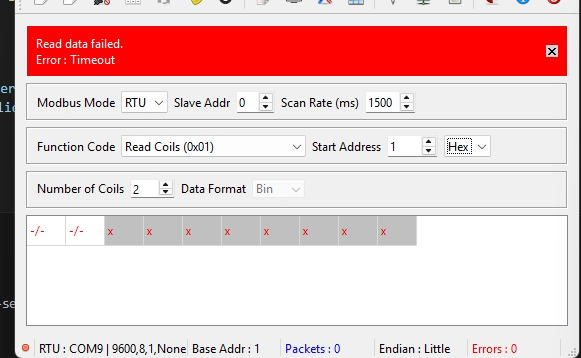 Read data failed.
Error : Timeout
Modbus Mode RTU Slave Addr 0 Scan Rate (ms) 1500
Function Code Read Coils (0x01) Start Address 1 Hex
Number of Coils 2 Data Format Bin
-/- -/- x x x x x x x x
RTU : COM9 | 9600,8,1,None Base Addr : 1 Packets : 0 Endian : Little Errors : 0